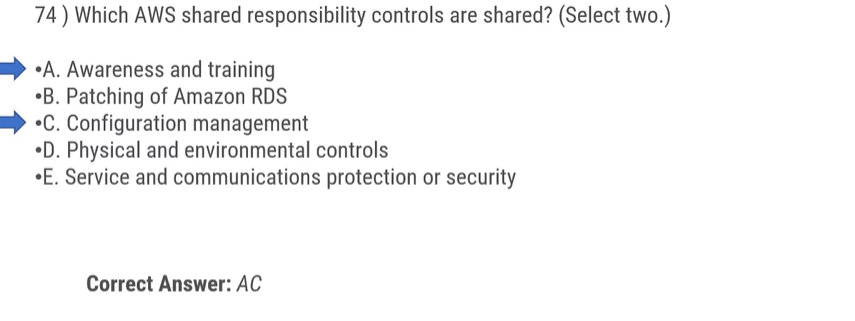 74 ) Which AWS shared responsibility controls are shared? (Select two.)
•A. Awareness and training
•B. Patching of Amazon RDS
•C. Configuration management
•D. Physical and environmental controls
•E. Service and communications protection or security
Correct Answer: AC